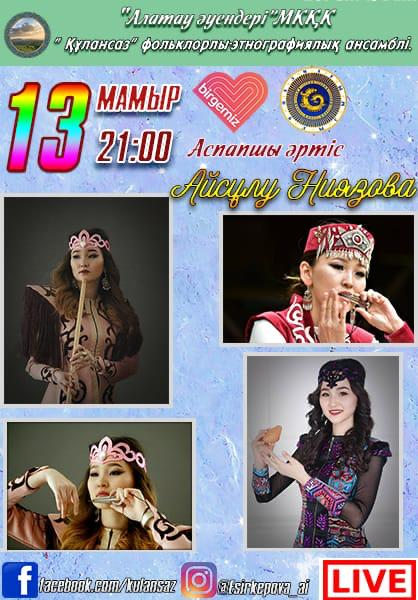 "Алатау әуендері" МКҚК
"Құлансаз" фольклорлы-этнографиялық ансамблі
13 МАМЫР
21:00
birgemiz
Аспапшы әртіс
Айсұлу Ниязова
facebook.com/kulansaz
@tsirkepova_ai
LIVE